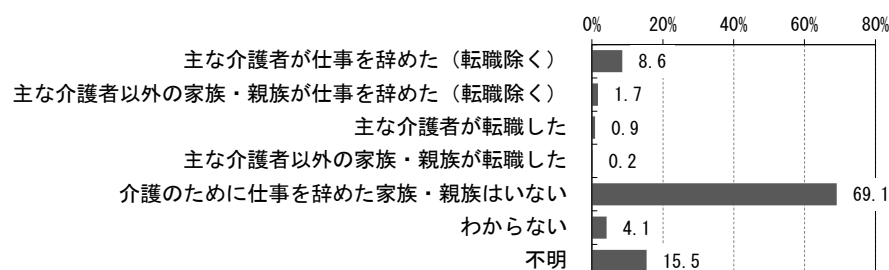 0% 20% 40% 60% 80%
主な介護者が仕事を辞めた（転職除く） 8.6
主な介護者以外の家族・親族が仕事を辞めた（転職除く） 1.7
主な介護者が転職した 0.9
主な介護者以外の家族・親族が転職した 0.2
介護のために仕事を辞めた家族・親族はいない 69.1
わからない 4.1
不明 15.5